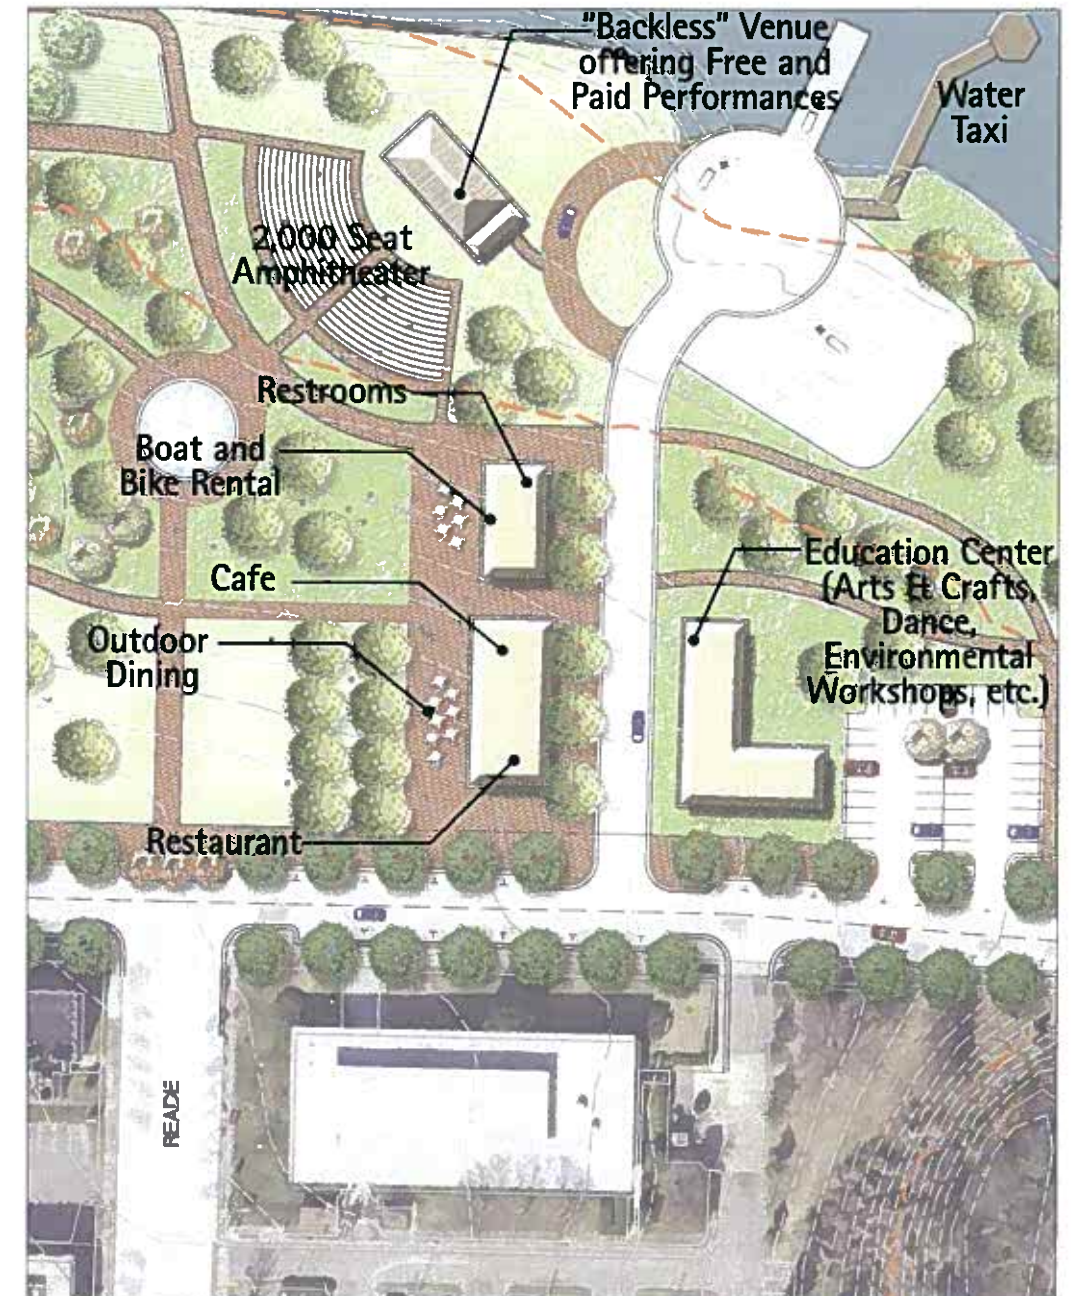 "Backless" Venue
offering Free and
Paid Performances
Water
Taxi
2,000 Seat
Amphitheater
Restrooms
Boat and
Bike Rental
Cafe
Outdoor
Dining
Education Center
(Arts & Crafts,
Dance,
Environmental
Workshops, etc.)
Restaurant
READE